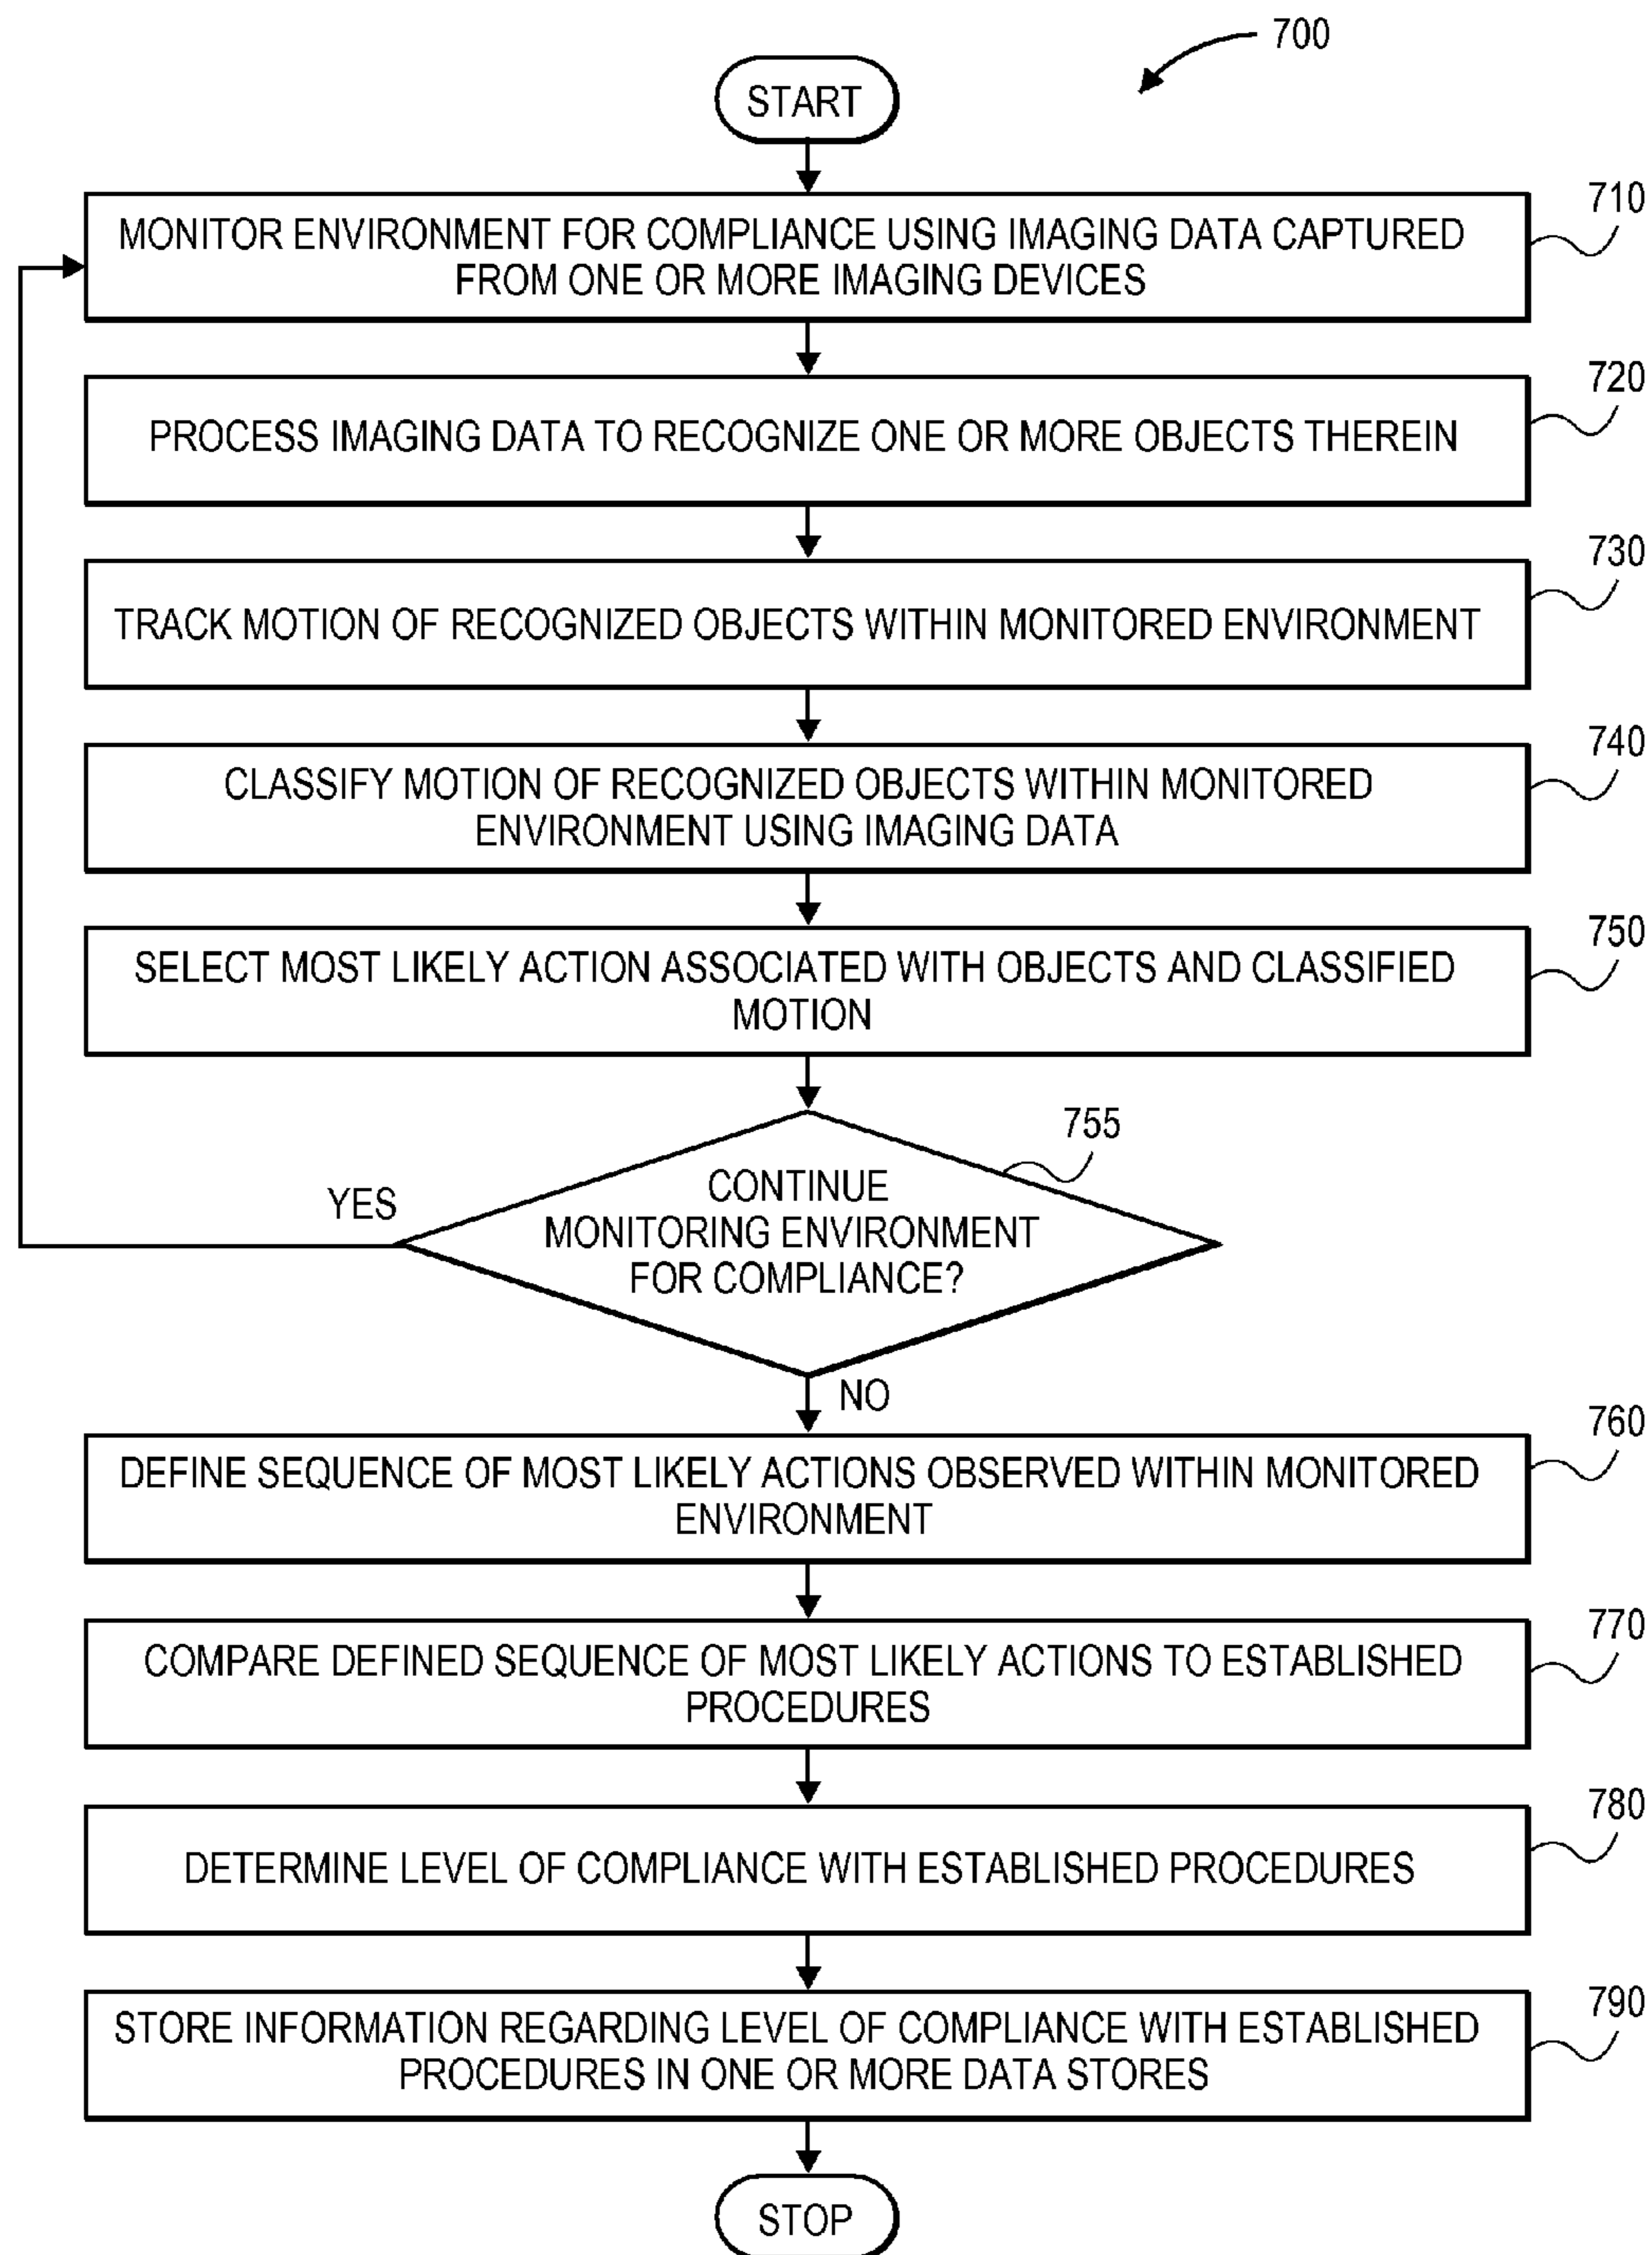 700
START
710
MONITOR ENVIRONMENT FOR COMPLIANCE USING IMAGING DATA CAPTURED
FROM ONE OR MORE IMAGING DEVICES
720
PROCESS IMAGING DATA TO RECOGNIZE ONE OR MORE OBJECTS THEREIN
730
TRACK MOTION OF RECOGNIZED OBJECTS WITHIN MONITORED ENVIRONMENT
740
CLASSIFY MOTION OF RECOGNIZED OBJECTS WITHIN MONITORED
ENVIRONMENT USING IMAGING DATA
750
SELECT MOST LIKELY ACTION ASSOCIATED WITH OBJECTS AND CLASSIFIED
MOTION
755
YES
CONTINUE
MONITORING ENVIRONMENT
FOR COMPLIANCE?
NO
760
DEFINE SEQUENCE OF MOST LIKELY ACTIONS OBSERVED WITHIN MONITORED
ENVIRONMENT
770
COMPARE DEFINED SEQUENCE OF MOST LIKELY ACTIONS TO ESTABLISHED
PROCEDURES
780
DETERMINE LEVEL OF COMPLIANCE WITH ESTABLISHED PROCEDURES
790
STORE INFORMATION REGARDING LEVEL OF COMPLIANCE WITH ESTABLISHED
PROCEDURES IN ONE OR MORE DATA STORES
STOP